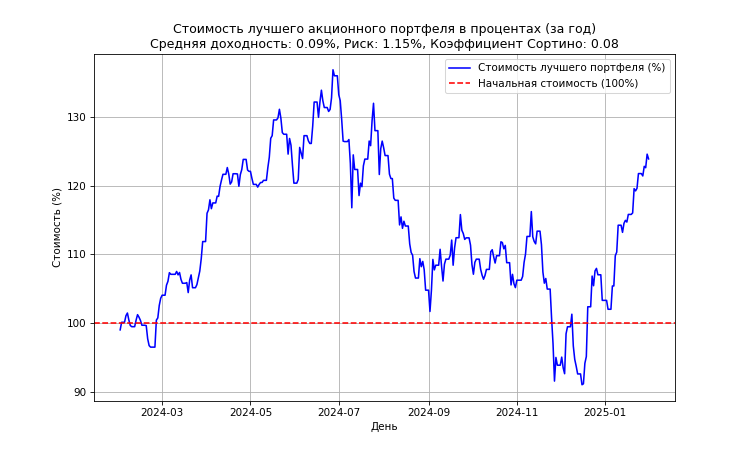 Стоимость лучшего акционного портфеля в процентах (за год)
Средняя доходность: 0.09%, Риск: 1.15%, Коэффициент Сортино: 0.08
Стоимость лучшего портфеля (%)
Начальная стоимость (100%)
Стоимость (%)
130
120
110
100
90
2024-03
2024-05
2024-07
2024-09
2024-11
2025-01
День